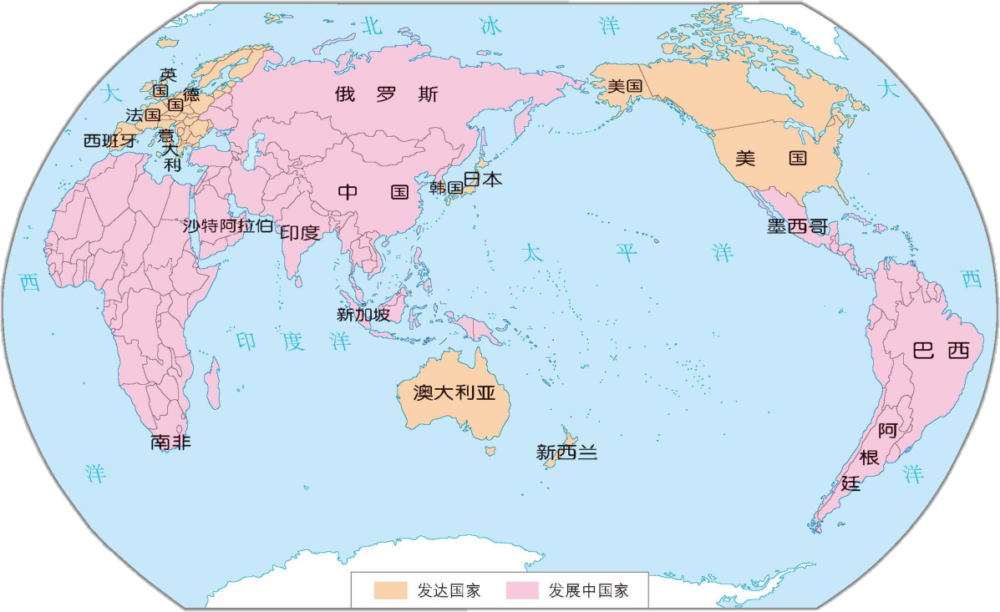 北冰洋
大
西
洋
英国
德国
法国
西班牙
意大利
俄罗斯
中国
韩国
日本
沙特阿拉伯
印度
新加坡
印度洋
太平洋
美国
美国
墨西哥
大
西
洋
巴西
阿根廷
澳大利亚
新西兰
南非
发达国家
发展中国家